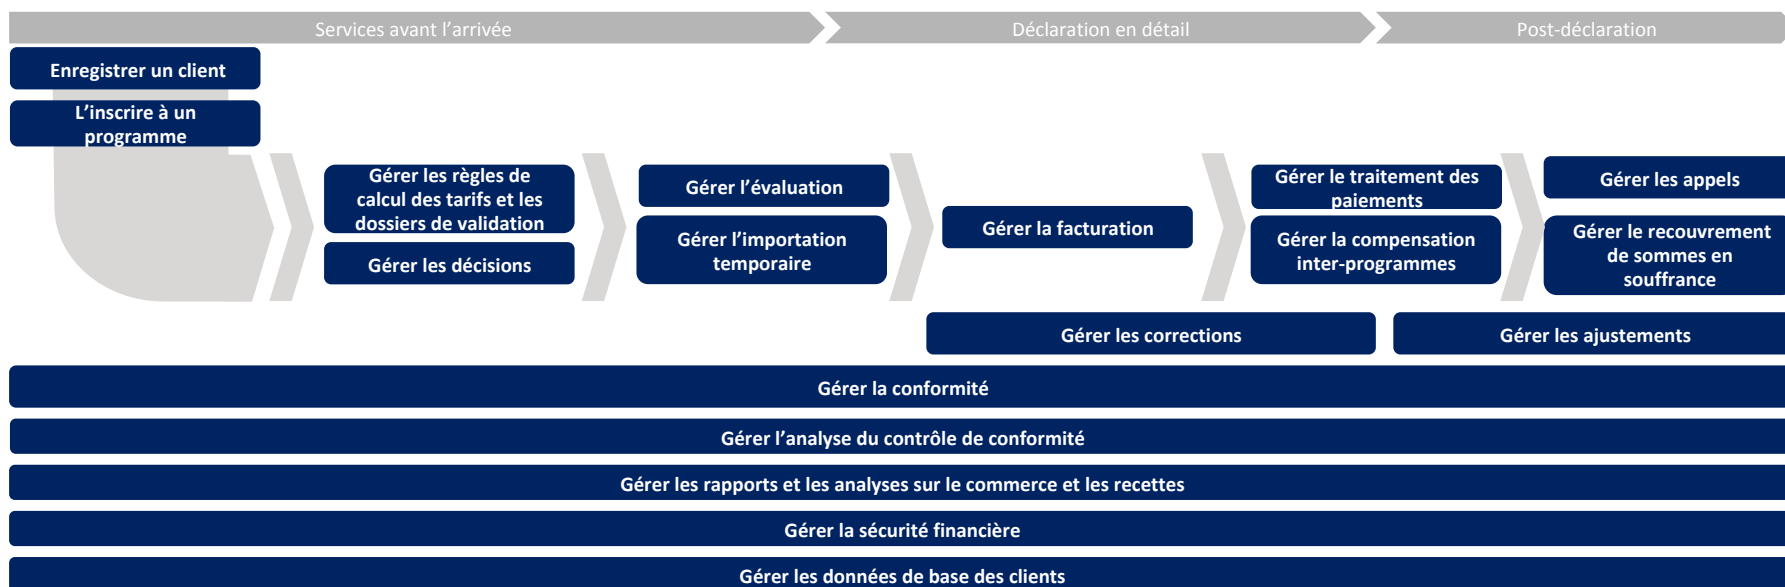 Services avant l’arrivée
Déclaration en détail
Post-déclaration
Enregistrer un client
L’inscrire à un
programme
Gérer les règles de
calcul des tarifs et les
dossiers de validation
Gérer les décisions
Gérer l’évaluation
Gérer l’importation
temporaire
Gérer la facturation
Gérer le traitement des
paiements
Gérer la compensation
inter-programmes
Gérer les appels
Gérer le recouvrement
de sommes en
souffrance
Gérer les corrections
Gérer les ajustements
Gérer la conformité
Gérer l’analyse du contrôle de conformité
Gérer les rapports et les analyses sur le commerce et les recettes
Gérer la sécurité financière
Gérer les données de base des clients